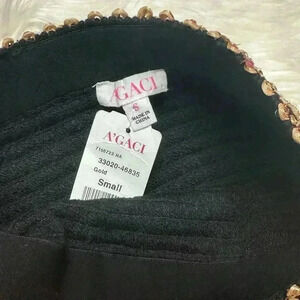 A'GACI
S
MADE IN
CHINA
A'GACI
33020-46835
Gold
Small